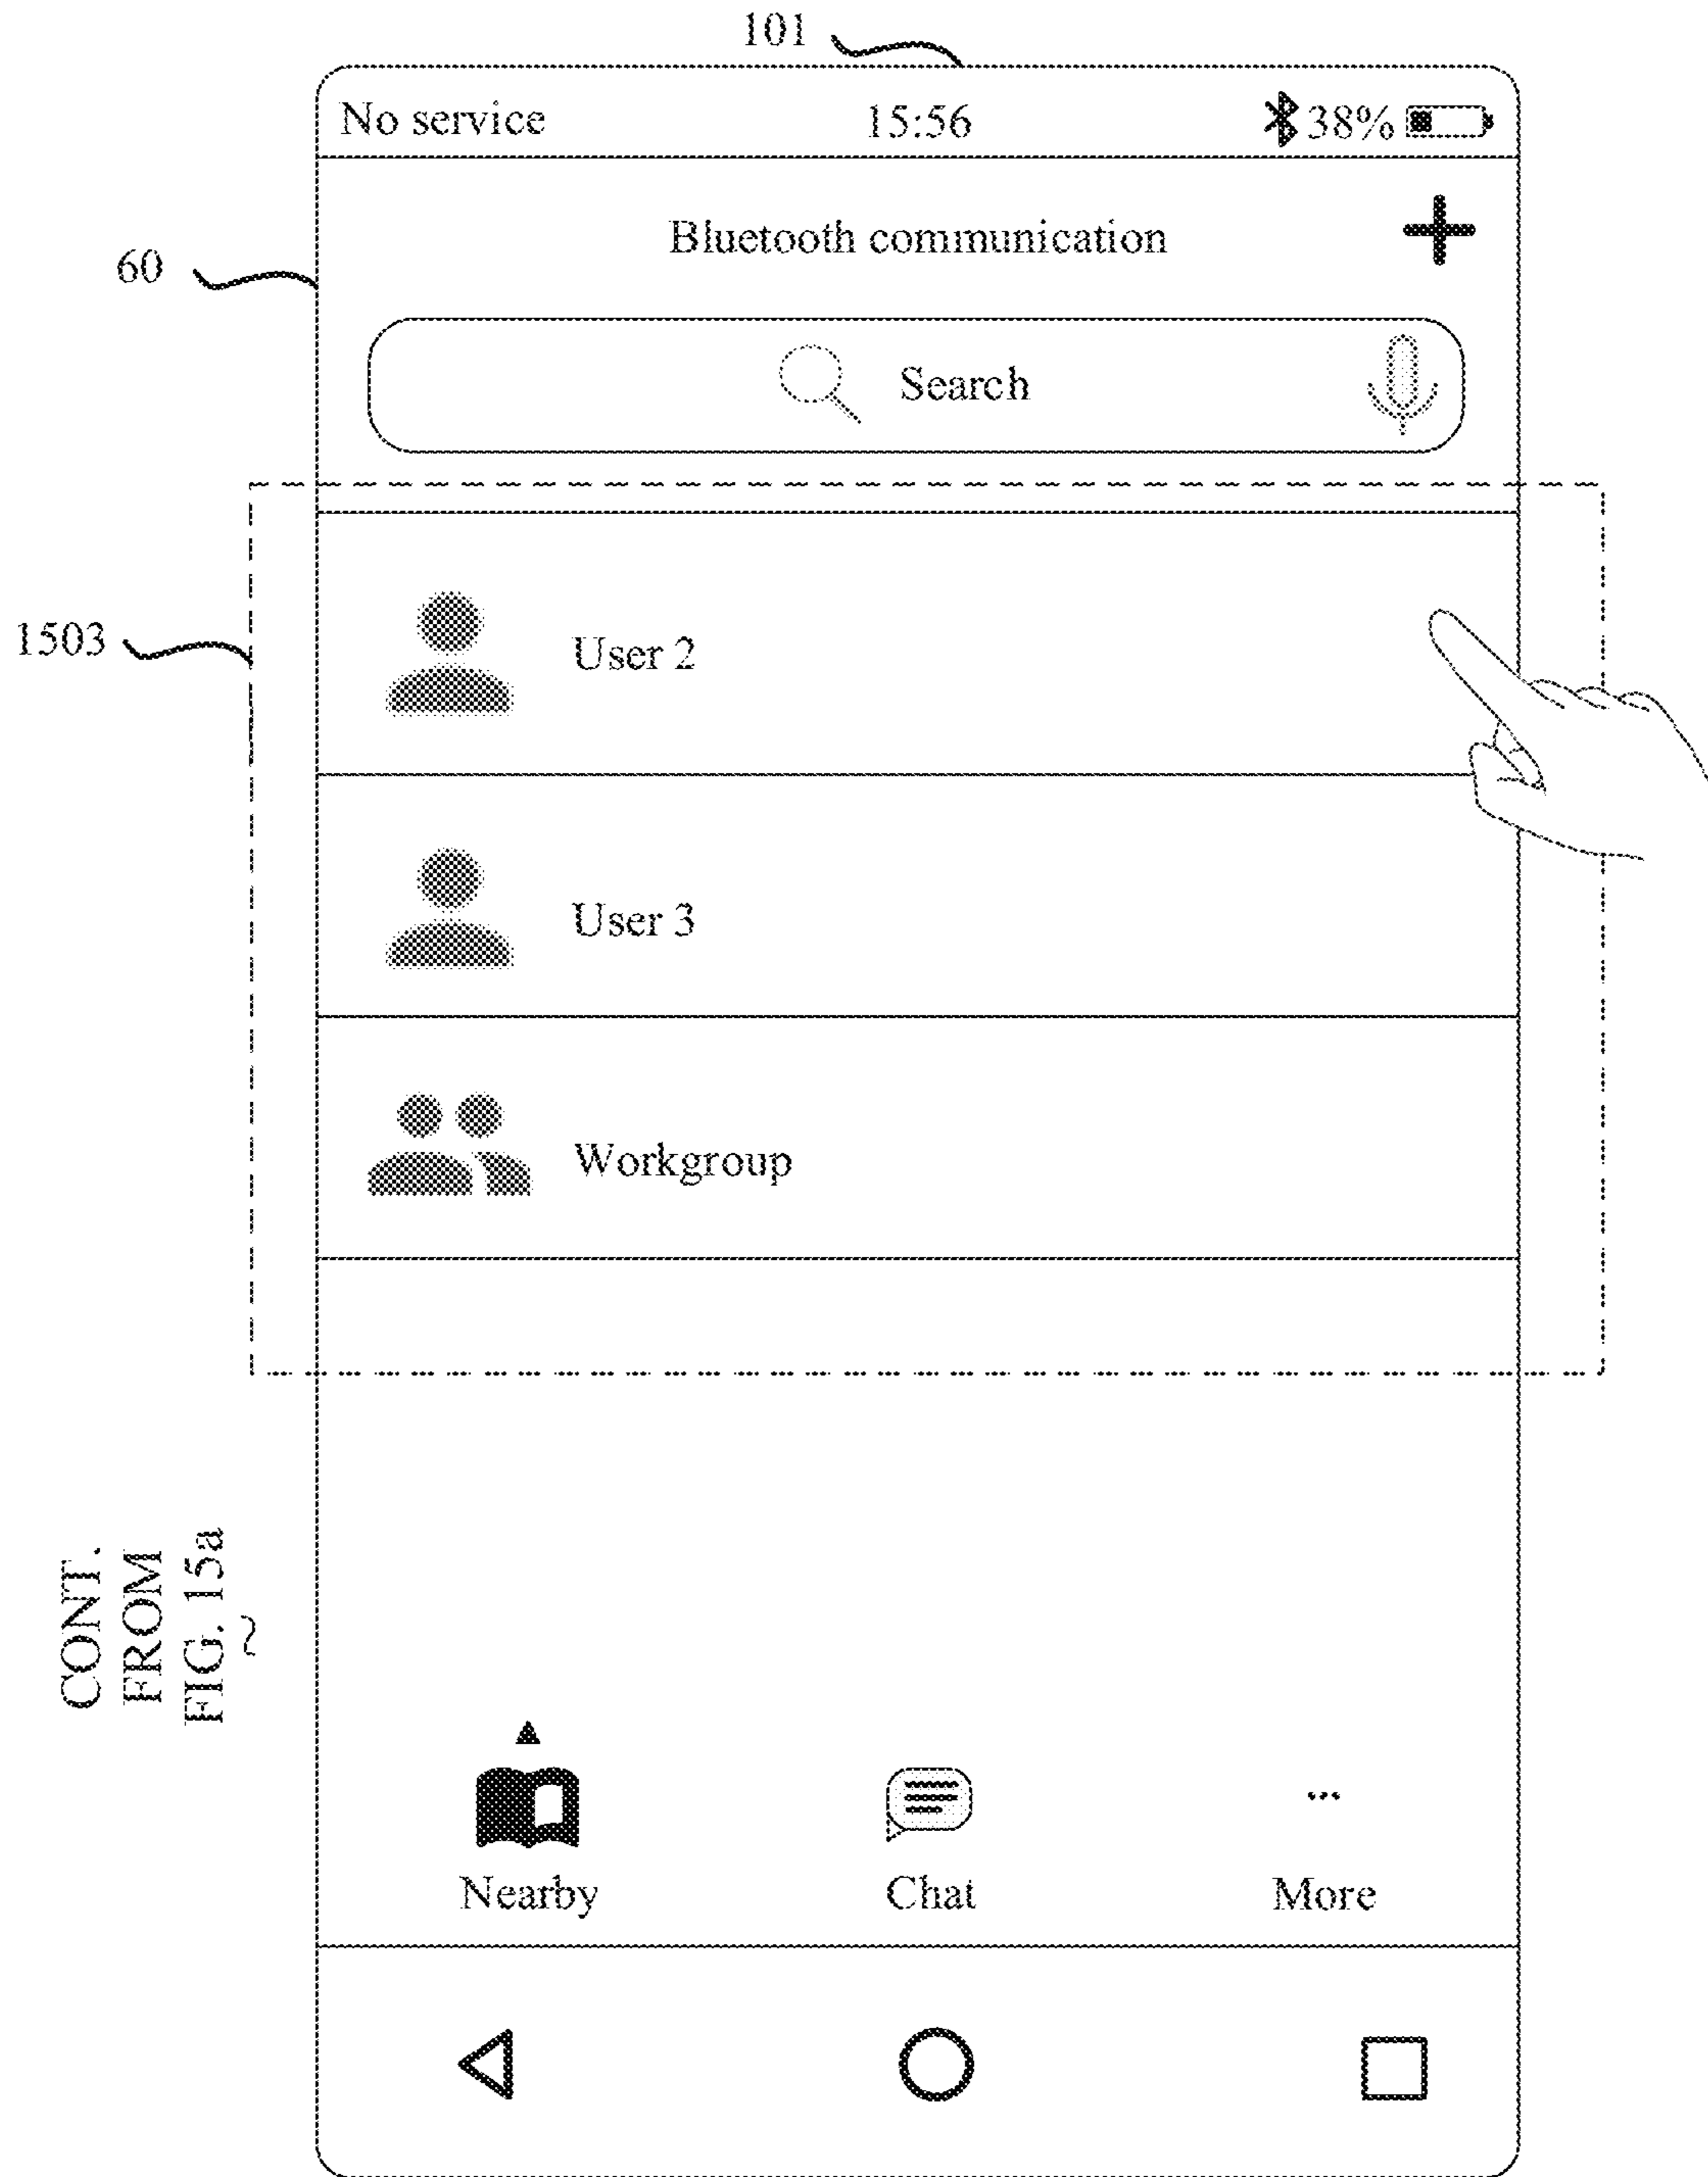 101
No service 15:56 38%
Bluetooth communication
60
Search
1503
User 2
User 3
Workgroup
CONT.
FROM
FIG. 15a
Nearby Chat More